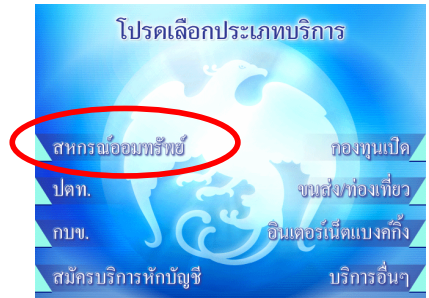 โปรดเลือกประเภทบริการ
สหกรณ์ออมทรัพย์
กองทุนเปิด
ปตท.
ขนส่ง/ท่องเที่ยว
กบข.
อินเตอร์เน็ตแบงค์กิ้ง
สมัครบริการหักบัญชี
บริการอื่นๆ